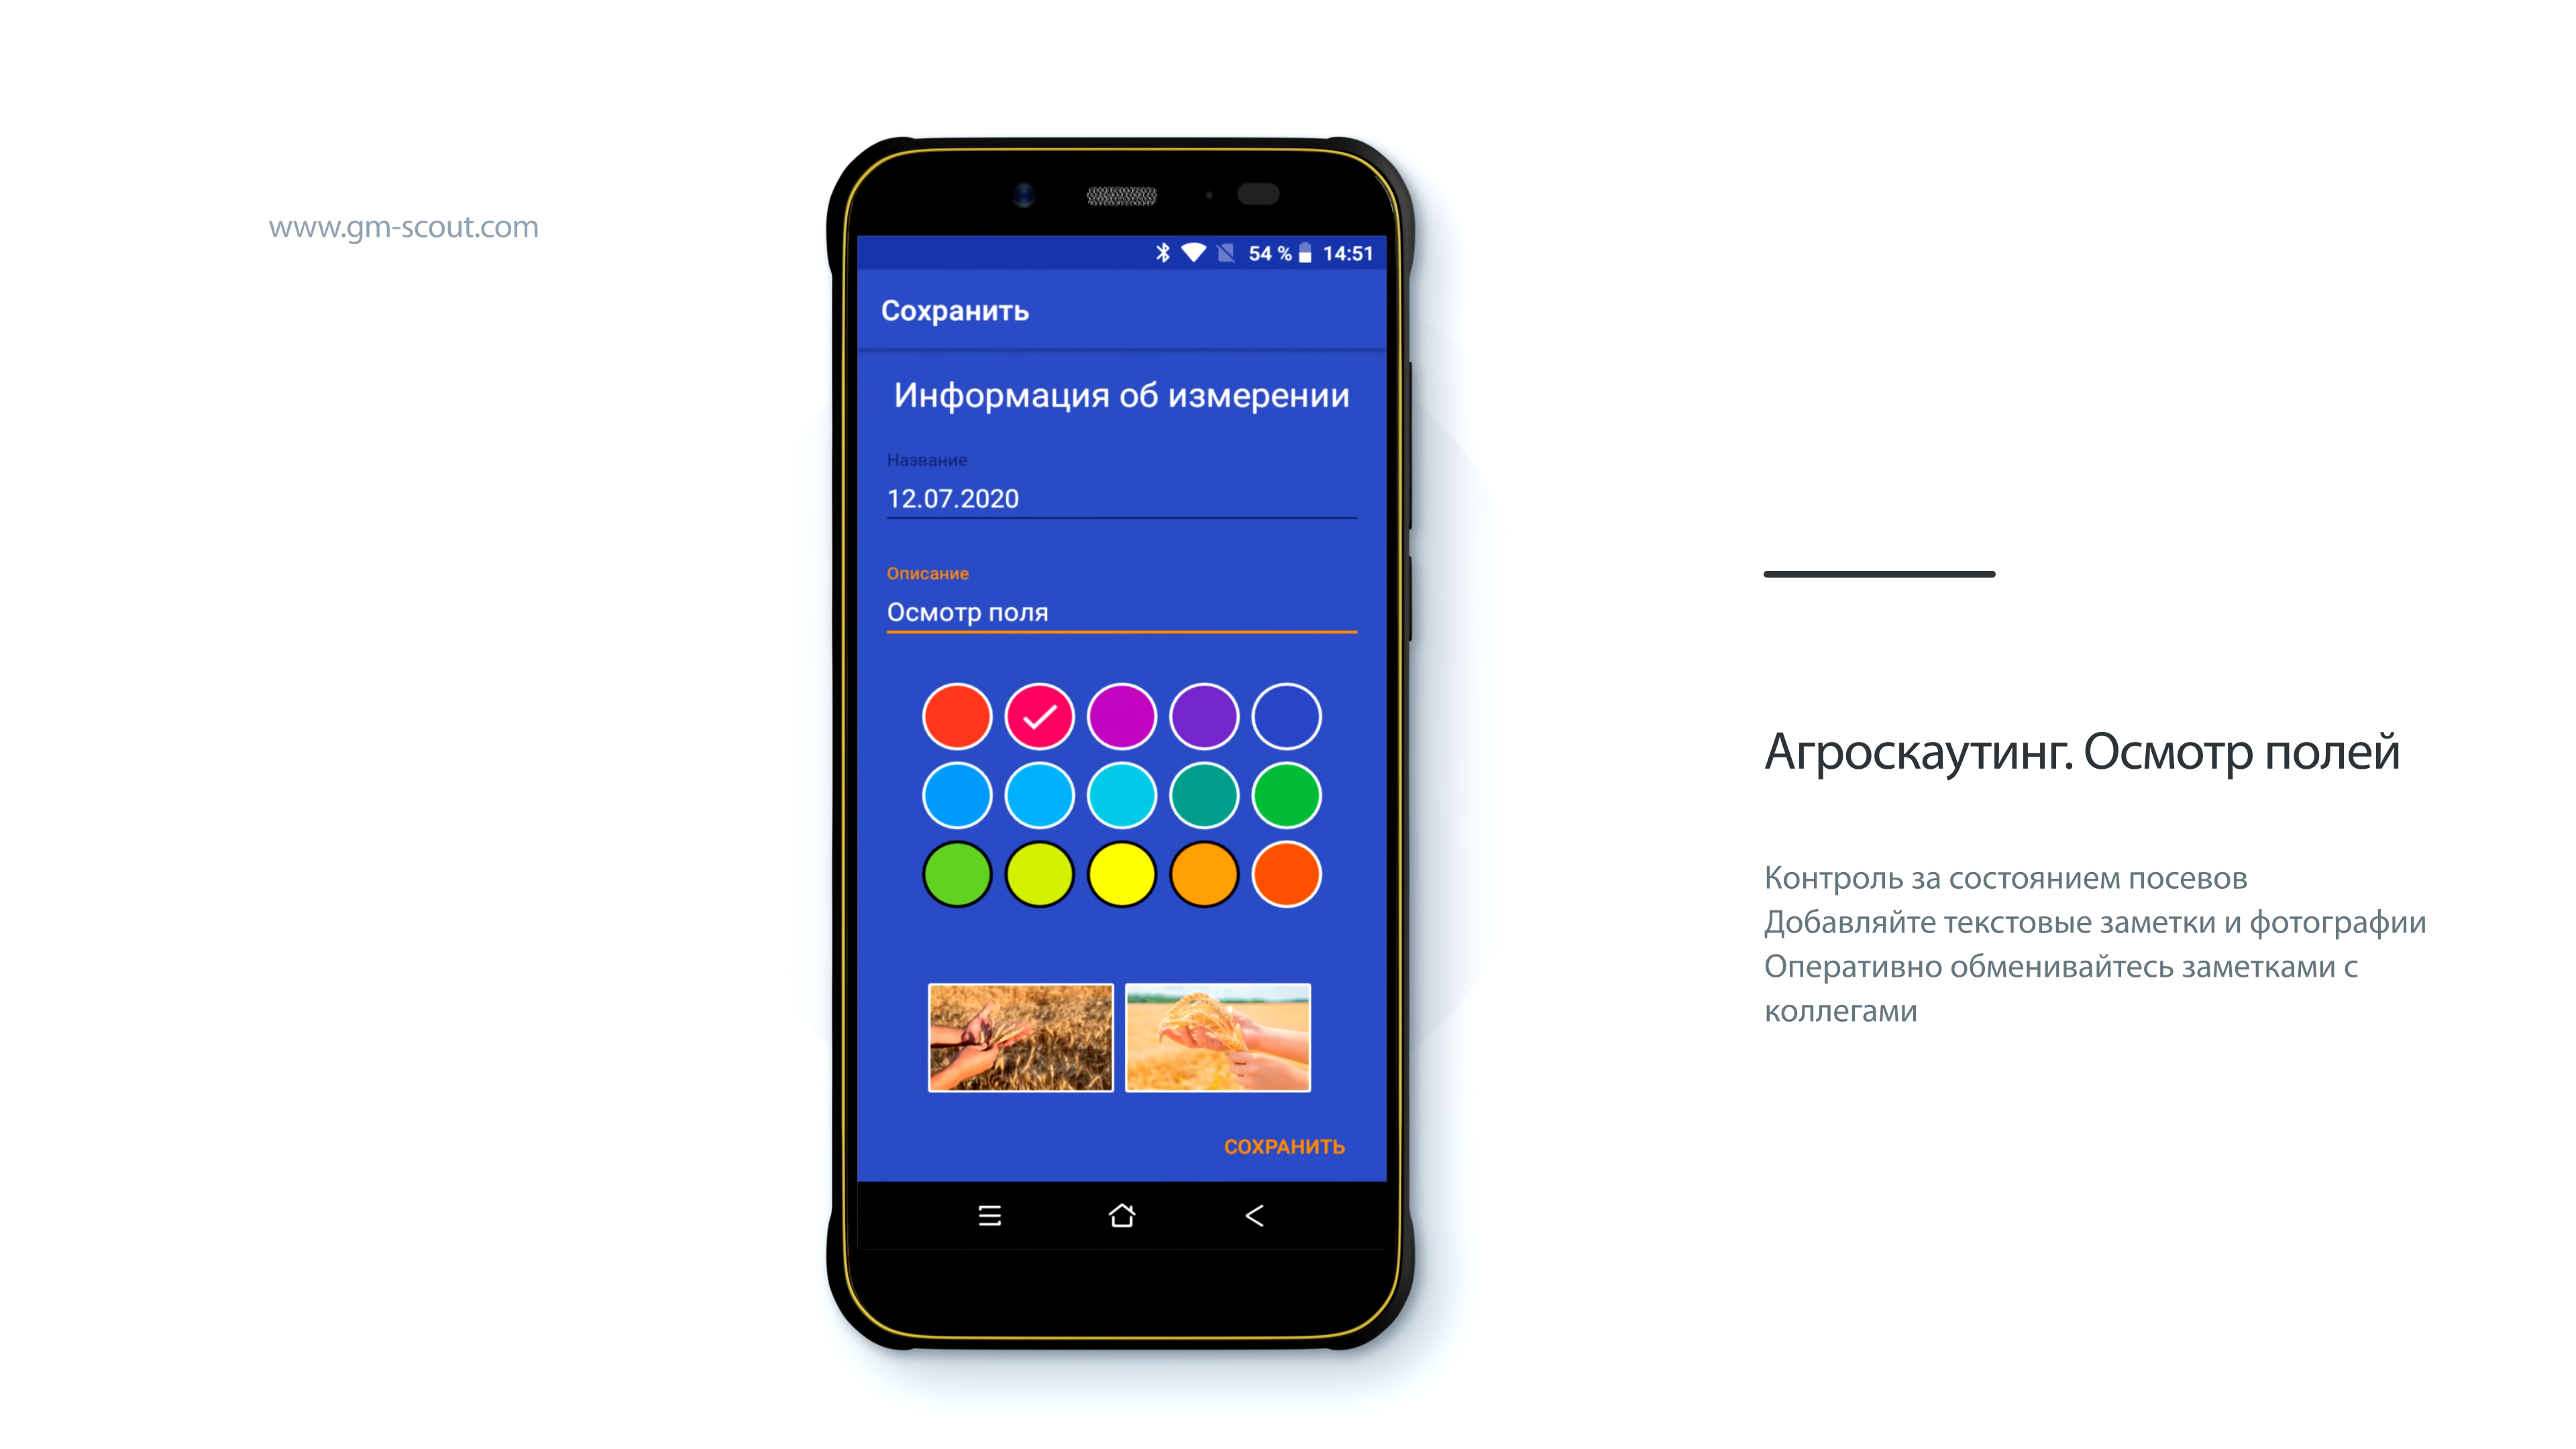 www.gm-scout.com
54 % 14:51
Сохранить
Информация об измерении
Название
12.07.2020
Описание
Осмотр поля
СОХРАНИТЬ
Агроскаутинг. Осмотр полей
Контроль за состоянием посевов
Добавляйте текстовые заметки и фотографии
Оперативно обменивайтесь заметками с
коллегами